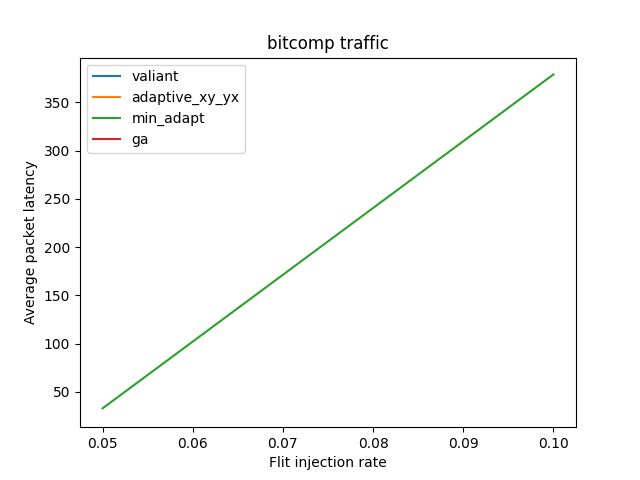 bitcomp traffic
valiant
adaptive_xy_yx
min_adapt
ga
Average packet latency
350
300
250
200
150
100
50
0.05 0.06 0.07 0.08 0.09 0.10
Flit injection rate